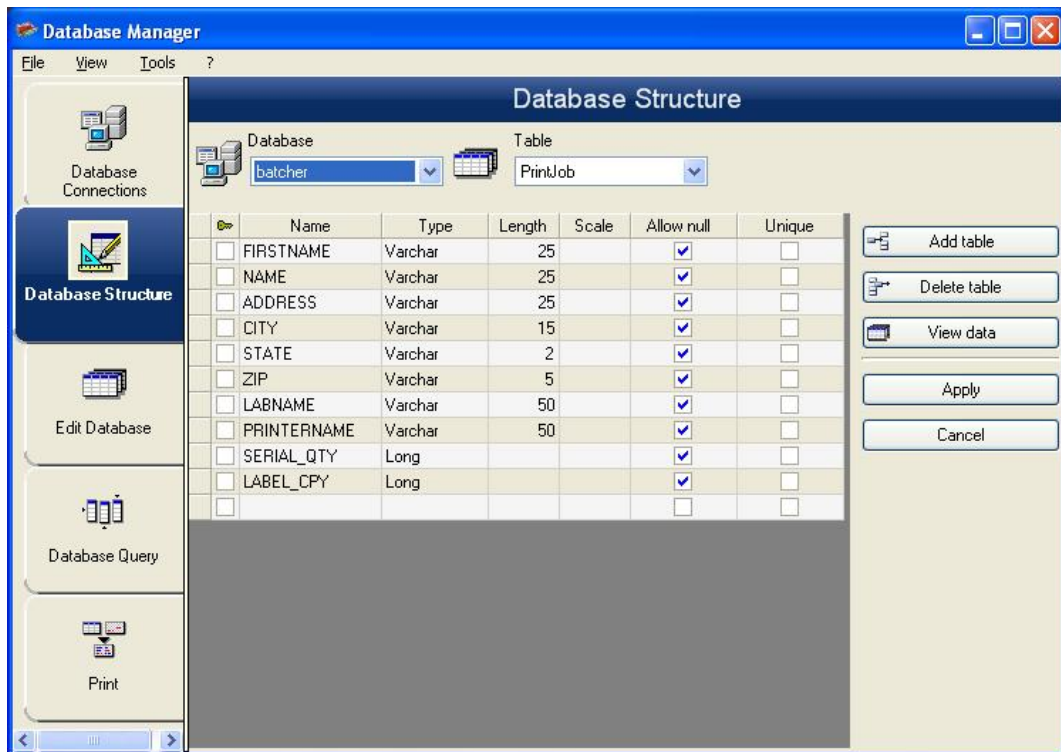 Database Manager
File View Tools ?
Database Structure
Database Connections
Database Structure
Edit Database
Database Query
Print
Database Table
batcher PrintJob
Name Type Length Scale Allow null Unique
FIRSTNAME Varchar 25
NAME Varchar 25
ADDRESS Varchar 25
CITY Varchar 15
STATE Varchar 2
ZIP Varchar 5
LABNAME Varchar 50
PRINTERNAME Varchar 50
SERIAL_QTY Long
LABEL_CPY Long
Add table
Delete table
View data
Apply
Cancel